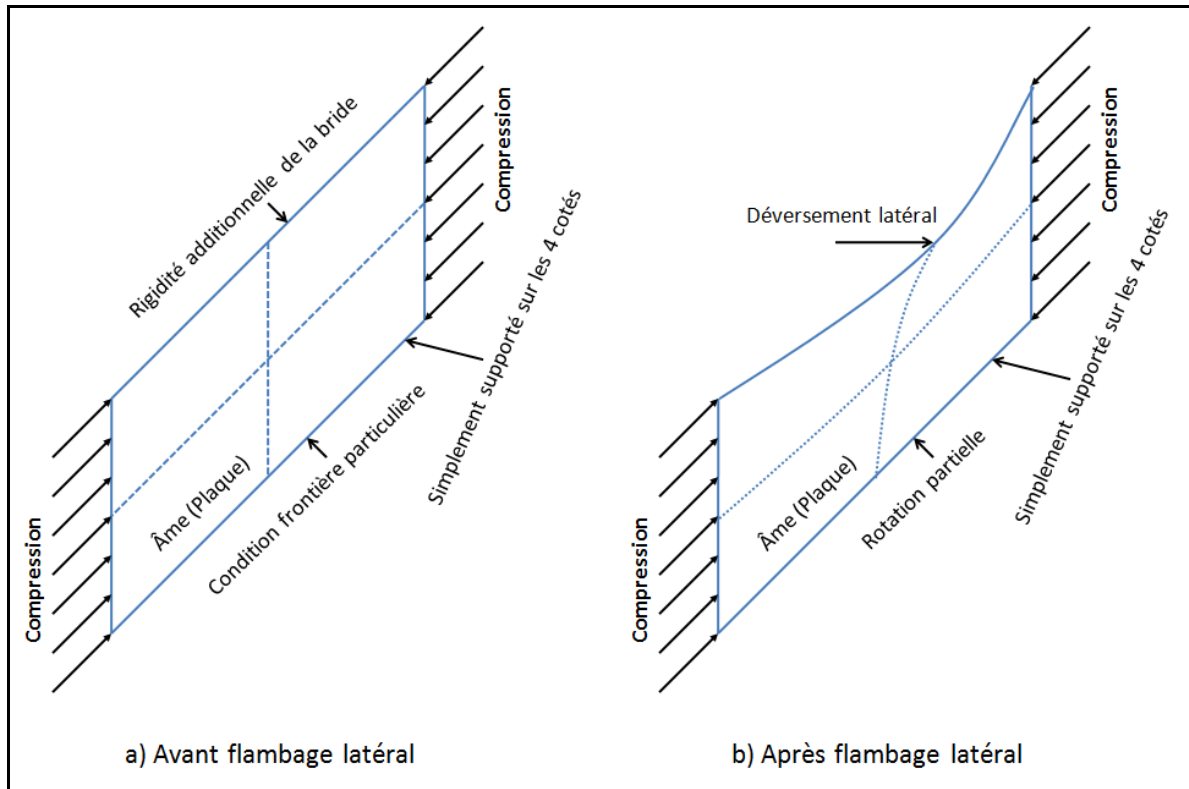 Rigidité additionnelle de la bride
Compression
Simplement supporté sur les 4 cotés
Âme (Plaque)
Condition frontière particulière
Compression
a) Avant flambage latéral
Déversement latéral
Compression
Simplement supporté sur les 4 cotés
Âme (Plaque)
Rotation partielle
Compression
b) Après flambage latéral